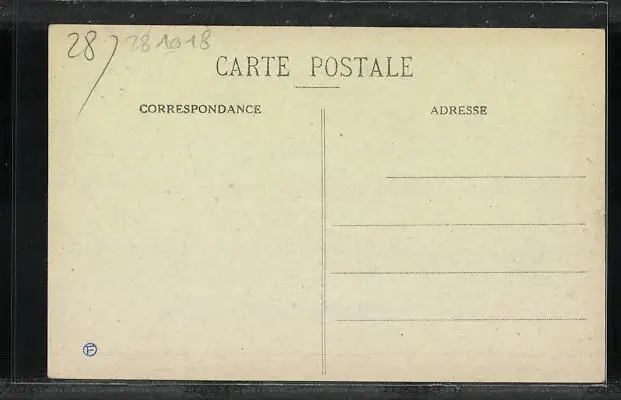 28) 281018
CARTE POSTALE
CORRESPONDANCE
ADRESSE
F